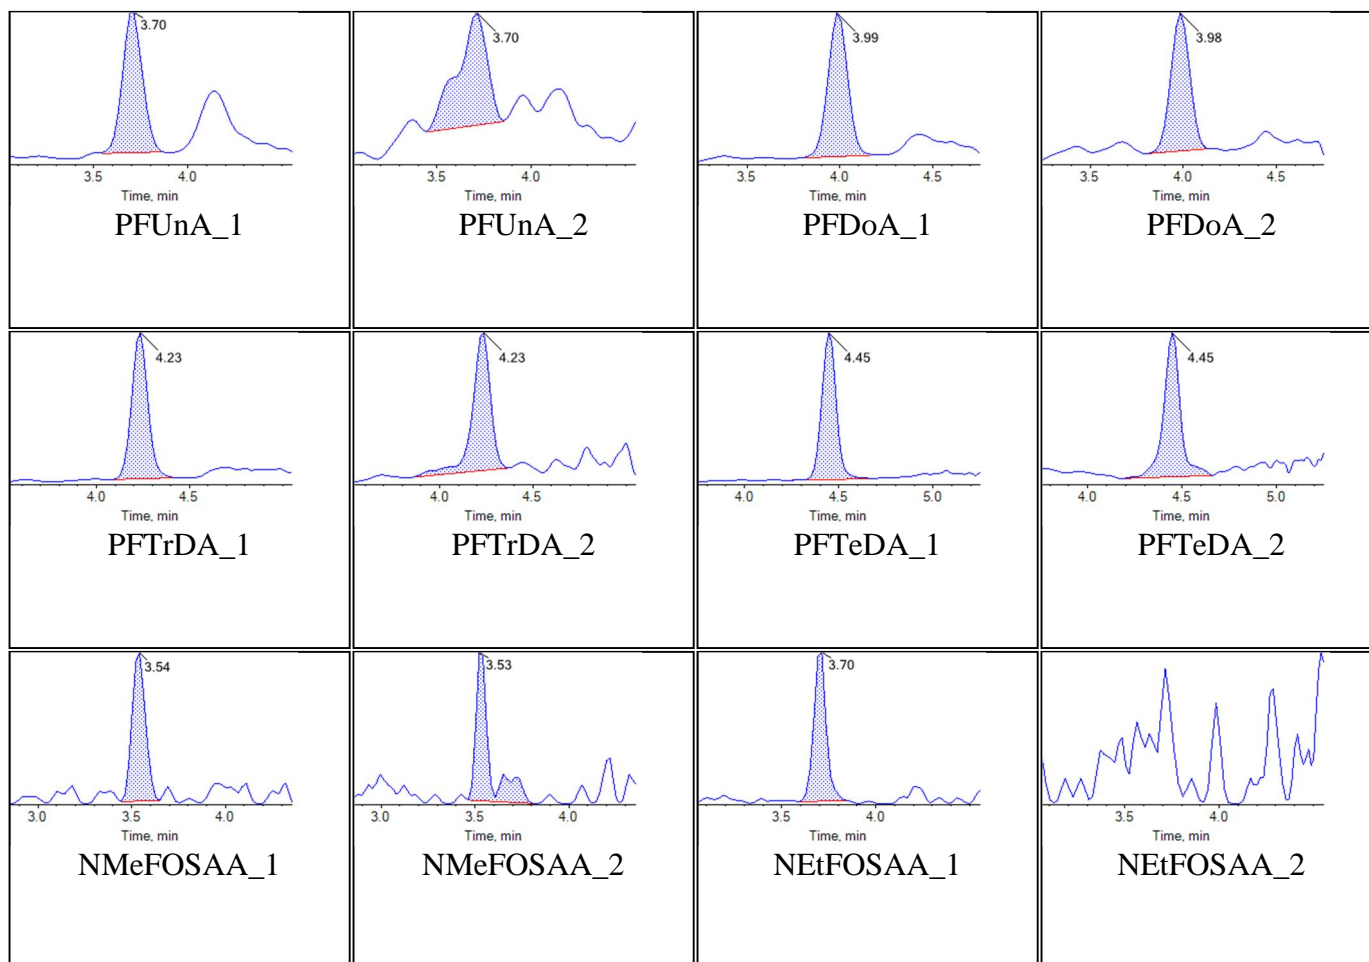 3.70
3.5 4.0
Time, min
PFUnA_1
3.70
3.5 4.0
Time, min
PFUnA_2
3.99
3.5 4.0 4.5
Time, min
PFDoA_1
3.98
3.5 4.0 4.5
Time, min
PFDoA_2
4.23
4.0 4.5
Time, min
PFTrDA_1
4.23
4.0 4.5
Time, min
PFTrDA_2
4.45
4.0 4.5 5.0
Time, min
PFTeDA_1
4.45
4.0 4.5 5.0
Time, min
PFTeDA_2
3.54
3.0 3.5 4.0
Time, min
NMeFOSAA_1
3.53
3.0 3.5 4.0
Time, min
NMeFOSAA_2
3.70
3.5 4.0
Time, min
NEtFOSAA_1
3.5 4.0
Time, min
NEtFOSAA_2